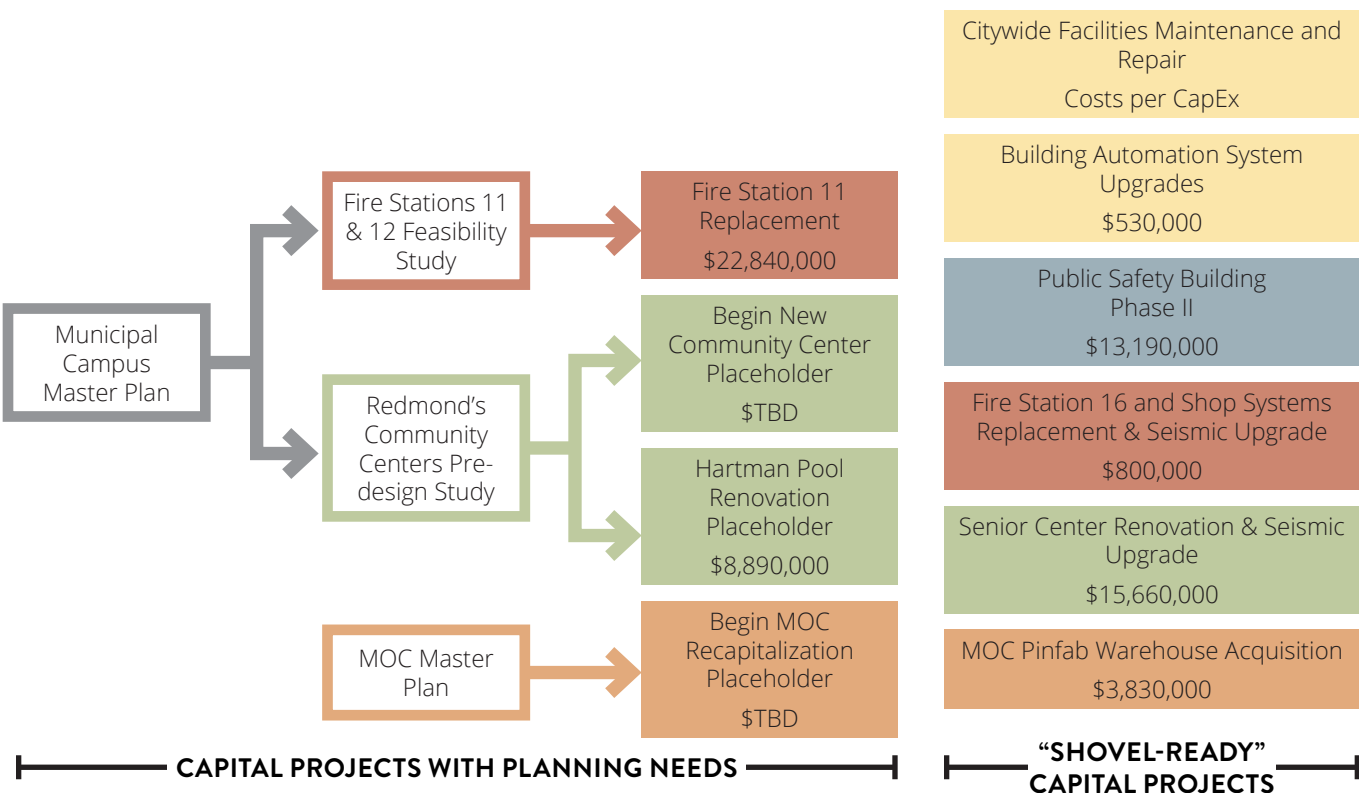 Municipal
Campus
Master Plan
Fire Stations 11
& 12 Feasibility
Study
Redmond's
Community
Centers Pre-
design Study
MOC Master
Plan
Fire Station 11
Replacement
$22,840,000
Begin New
Community Center
Placeholder
$TBD
Hartman Pool
Renovation
Placeholder
$8,890,000
Begin MOC
Recapitalization
Placeholder
$TBD
CAPITAL PROJECTS WITH PLANNING NEEDS
Citywide Facilities Maintenance and
Repair
Costs per CapEx
Building Automation System
Upgrades
$530,000
Public Safety Building
Phase II
$13,190,000
Fire Station 16 and Shop Systems
Replacement & Seismic Upgrade
$800,000
Senior Center Renovation & Seismic
Upgrade
$15,660,000
MOC Pinfab Warehouse Acquisition
$3,830,000
“SHOVEL-READY”
CAPITAL PROJECTS